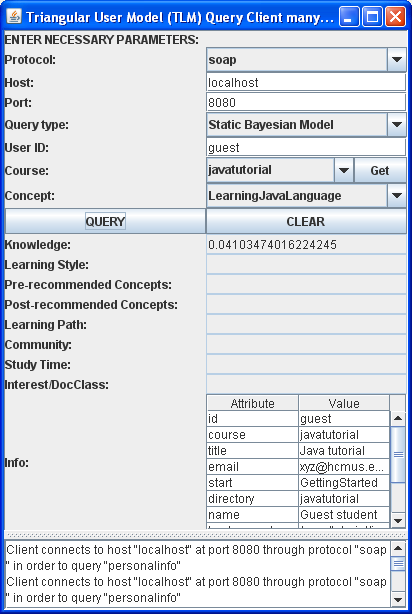 Triangular User Model (TLM) Query Client many...
ENTER NECESSARY PARAMETERS:
Protocol: soap
Host: localhost
Port: 8080
Query type: Static Bayesian Model
User ID: guest
Course: javatutorial Get
Concept: LearningJavaLanguage
QUERY CLEAR
Knowledge: 0.04103474016224245
Learning Style:
Pre-recommended Concepts:
Post-recommended Concepts:
Learning Path:
Community:
Study Time:
Interest/DocClass:
Info:
Attribute Value
id guest
course javatutorial
title Java tutorial
email xyz@hcmus.e...
start GettingStarted
directory javatutorial
name Guest student
Client connects to host "localhost" at port 8080 through protocol "soap
" in order to query "personalinfo"
Client connects to host "localhost" at port 8080 through protocol "soap
" in order to query "personalinfo"